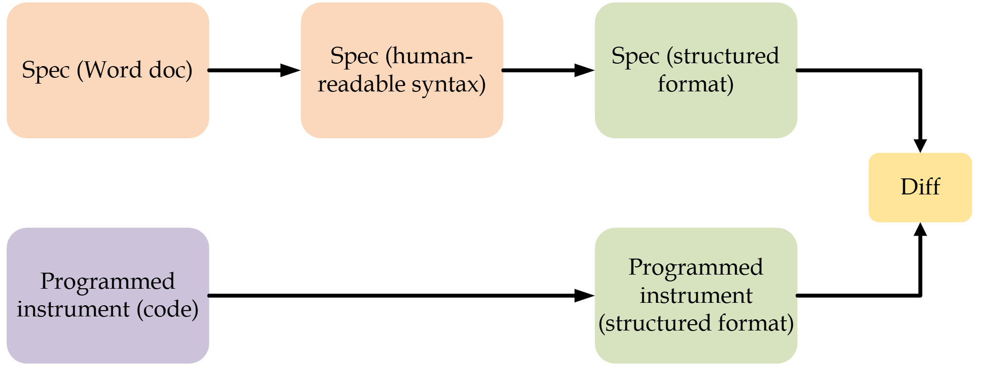 Spec (Word doc)
Spec (human-
readable syntax)
Spec (structured
format)
Diff
Programmed
instrument (code)
Programmed
instrument
(structured format)